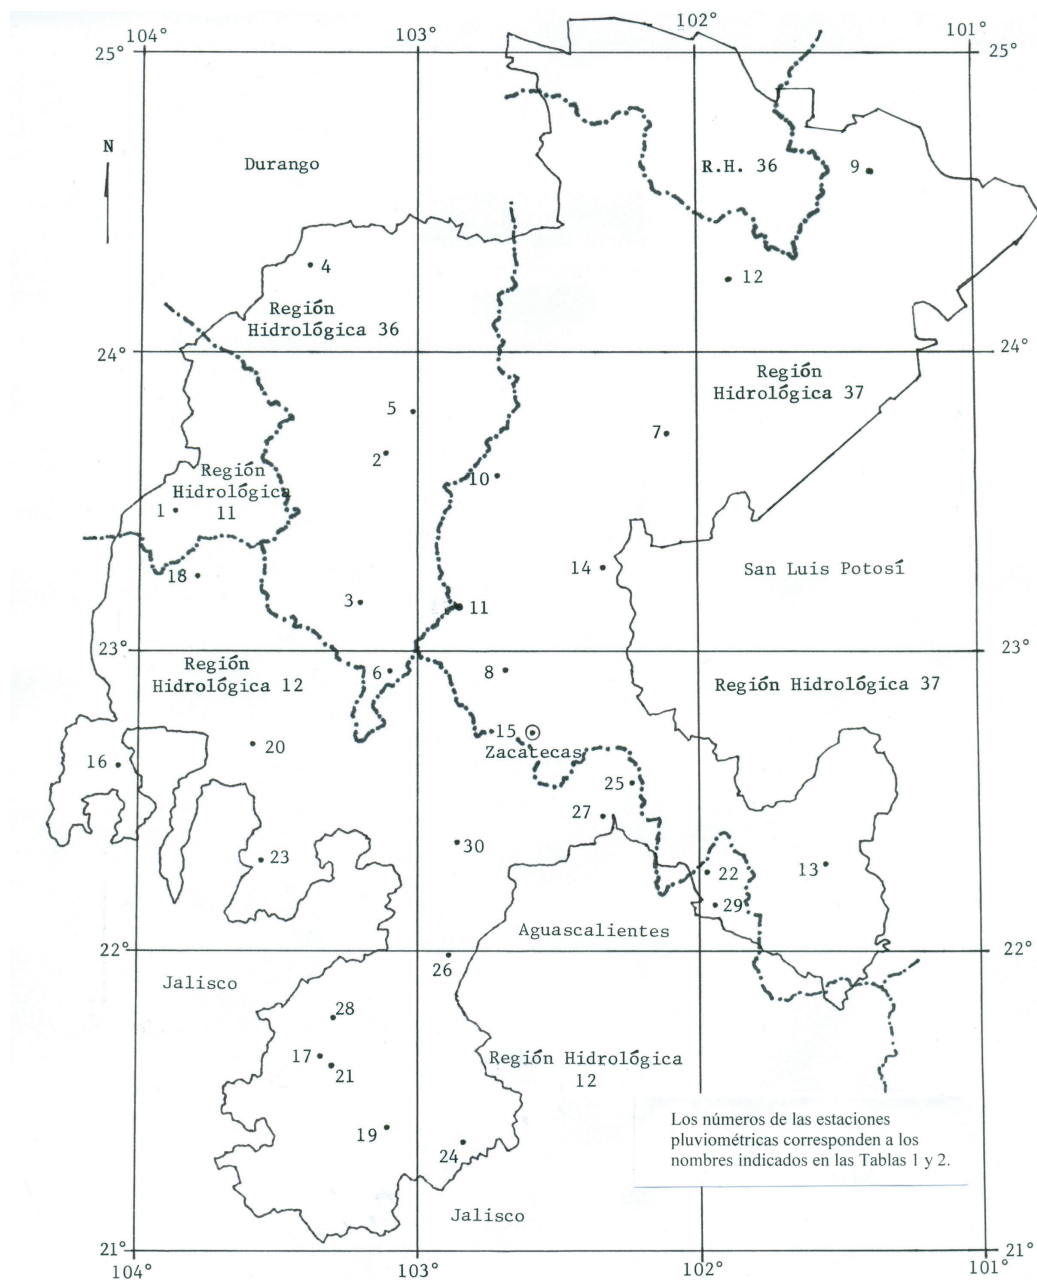 104°
103°
102°
101°
25°
25°
N
Durango
R.H. 36
9
4
12
Región
Hidrológica 36
24°
24°
Región
Hidrológica 37
5
7
2
10
Región
Hidrológica
11
1
18
14
San Luis Potosí
3
11
23°
23°
Región
Hidrológica 12
6
8
Región Hidrológica 37
15
Zacatecas
20
16
25
27
30
23
22
13
29
Aguascalientes
22°
22°
26
Jalisco
28
17
21
Región Hidrológica
12
19
24
Los números de las estaciones
pluviométricas corresponden a los
nombres indicados en las Tablas 1 y 2.
Jalisco
21°
21°
104°
103°
102°
101°